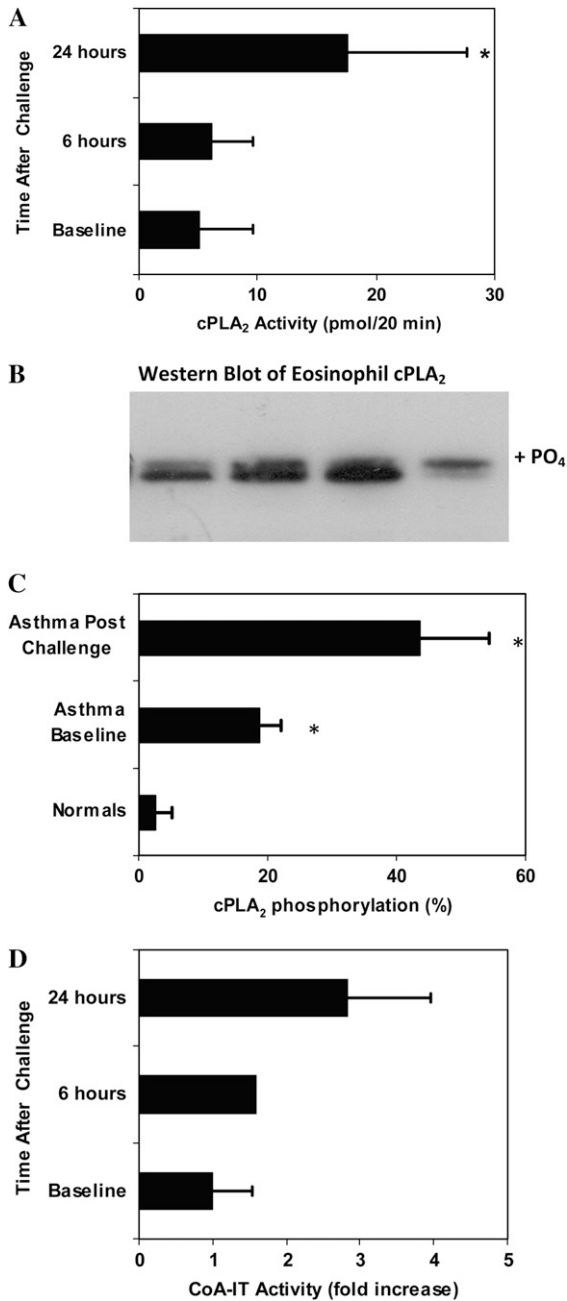 A
Time After Challenge
24 hours
*
6 hours
Baseline
0 10 20 30
cPLA₂ Activity (pmol/20 min)
B
Western Blot of Eosinophil cPLA₂
+ PO₄
C
Asthma Post
Challenge
*
Asthma
Baseline
*
Normals
0 20 40 60
cPLA₂ phosphorylation (%)
D
Time After Challenge
24 hours
6 hours
Baseline
0 1 2 3 4 5
CoA-IT Activity (fold increase)